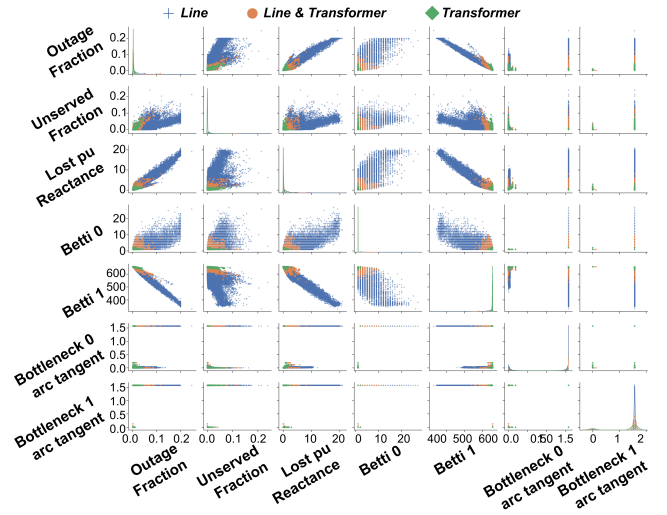 Line
Line & Transformer
Transformer
Outage
Fraction
0.2
0.1
0.0
Unserved
Fraction
0.2
0.1
0.0
Lost pu
Reactance
20
10
0
Betti 0
20
10
0
Betti 1
600
500
400
Bottleneck 0
arc tangent
1.5
1.0
0.5
0.0
Bottleneck 1
arc tangent
1.5
1.0
0.5
0.0
0.0 0.1 0.2
0.0 0.1 0.2
0 10 20
0 10 20
400 500 600
0.0 1.5
0 1 2
Outage
Fraction
Unserved
Fraction
Lost pu
Reactance
Betti 0
Betti 1
Bottleneck 0
arc tangent
Bottleneck 1
arc tangent